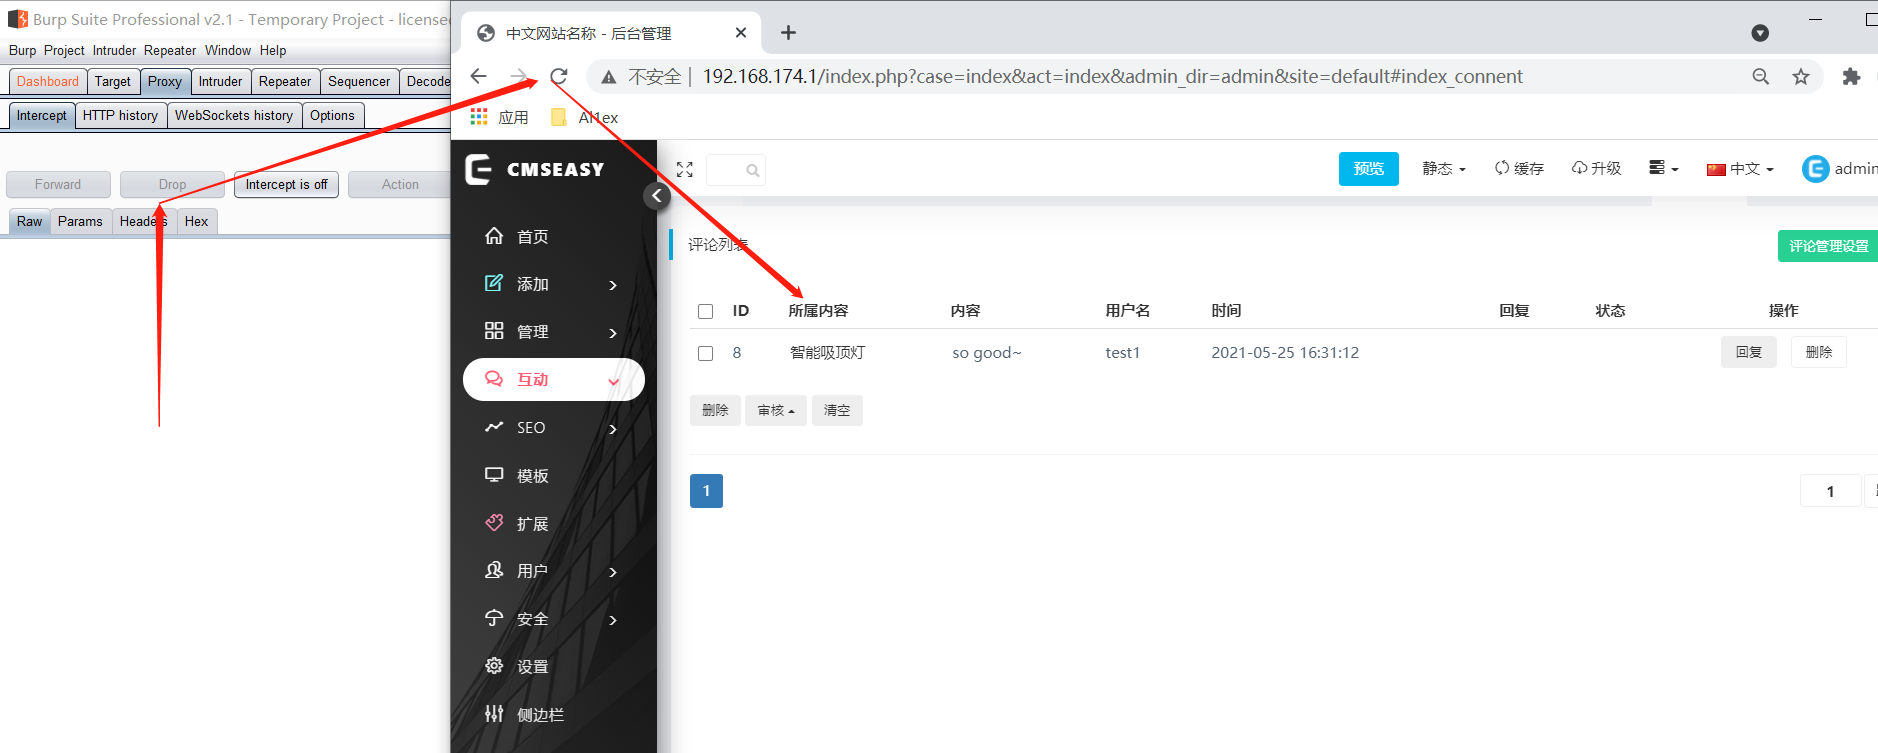 Burp Suite Professional v2.1 - Temporary Project - licensed
Burp Project Intruder Repeater Window Help
Dashboard Target Proxy Intruder Repeater Sequencer Decode
Intercept HTTP history WebSockets history Options
Forward Drop Intercept is off Action
Raw Params Headers Hex
中文网站名称 - 后台管理
不安全 192.168.174.1/index.php?case=index&act=index&admin_dir=admin&site=default#index_connent
应用 Al1ex
CMSEASY
预览 静态 缓存 升级 中文 admin
首页
添加
管理
互动
SEO
模板
扩展
用户
安全
设置
侧边栏
评论列表 评论管理设置
ID 所属内容 内容 用户名 时间 回复 状态 操作
8 智能吸顶灯 so good~ test1 2021-05-25 16:31:12 回复 删除
删除 审核 清空
1 1